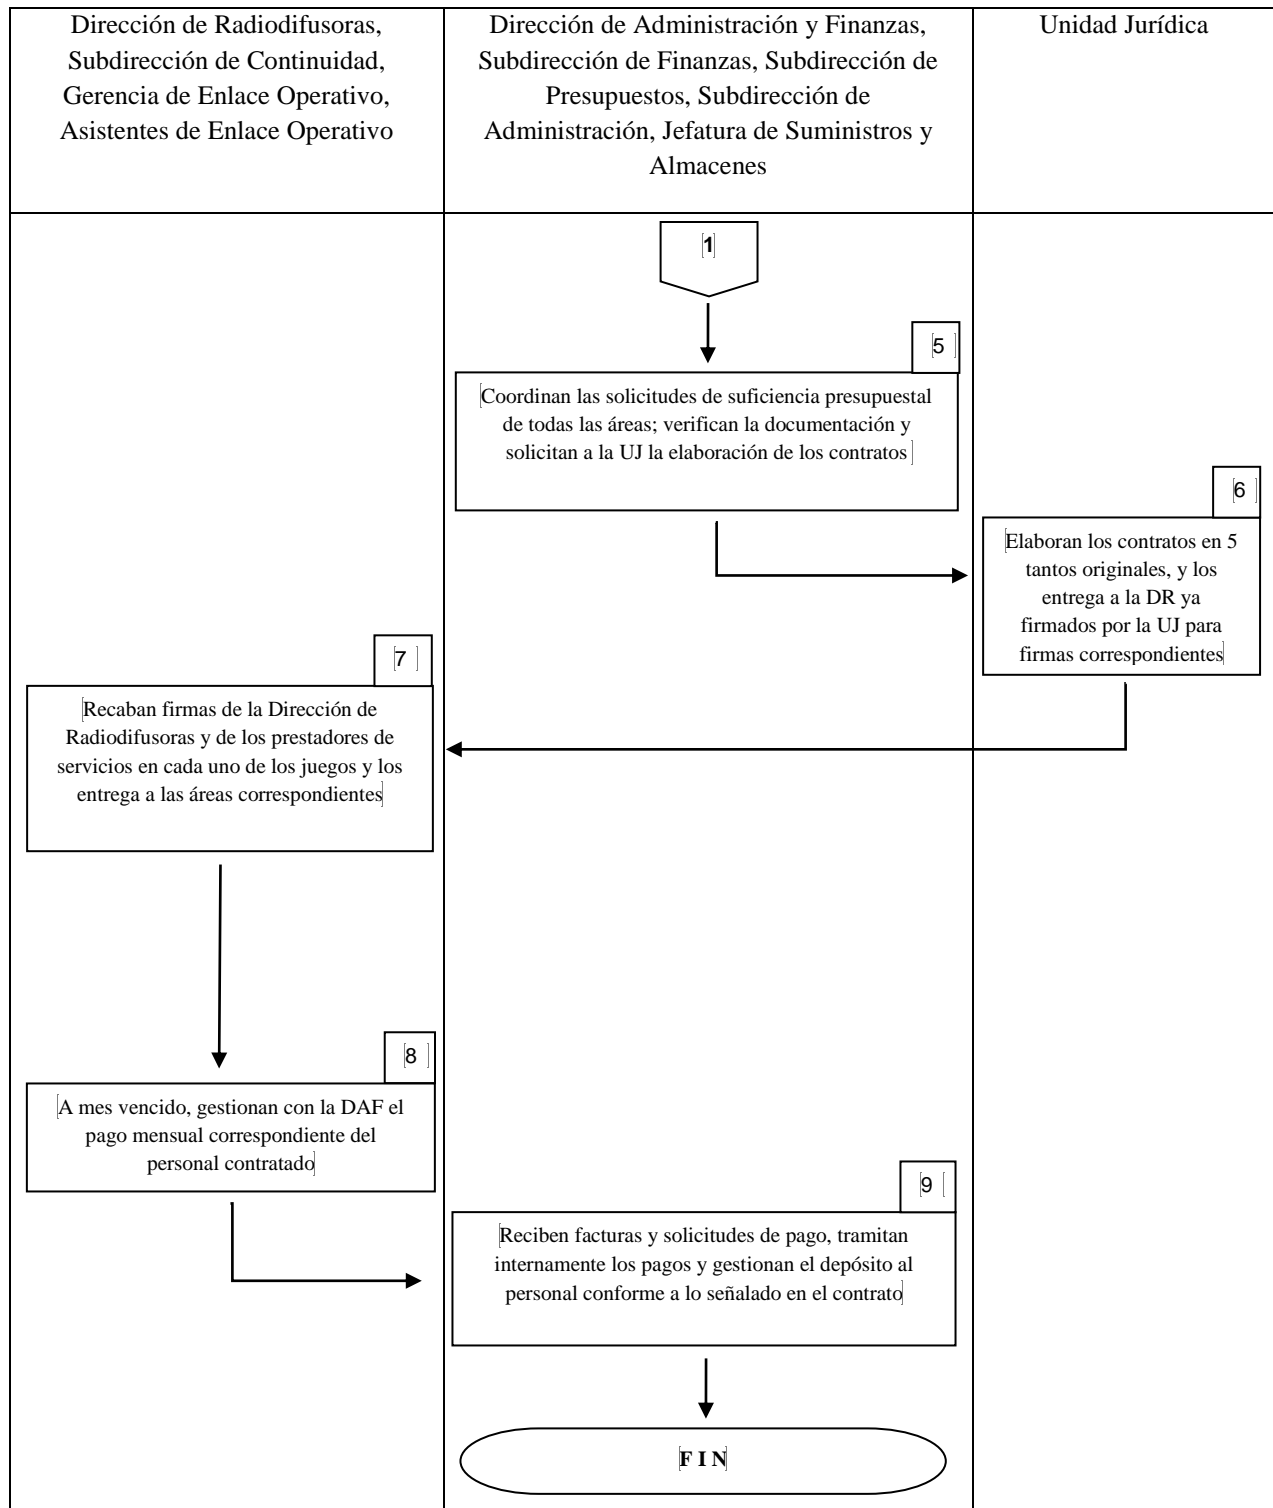 Dirección de Radiodifusoras,
Subdirección de Continuidad,
Gerencia de Enlace Operativo,
Asistentes de Enlace Operativo
Dirección de Administración y Finanzas,
Subdirección de Finanzas, Subdirección de
Presupuestos, Subdirección de
Administración, Jefatura de Suministros y
Almacenes
Unidad Jurídica
1
5
Coordinan las solicitudes de suficiencia presupuestal
de todas las áreas; verifican la documentación y
solicitan a la UJ la elaboración de los contratos
6
Elaboran los contratos en 5
tantos originales, y los
entrega a la DR ya
firmados por la UJ para
firmas correspondientes
7
Recaban firmas de la Dirección de
Radiodifusoras y de los prestadores de
servicios en cada uno de los juegos y los
entrega a las áreas correspondientes
8
A mes vencido, gestionan con la DAF el
pago mensual correspondiente del
personal contratado
9
Reciben facturas y solicitudes de pago, tramitan
internamente los pagos y gestionan el depósito al
personal conforme a lo señalado en el contrato
F I N